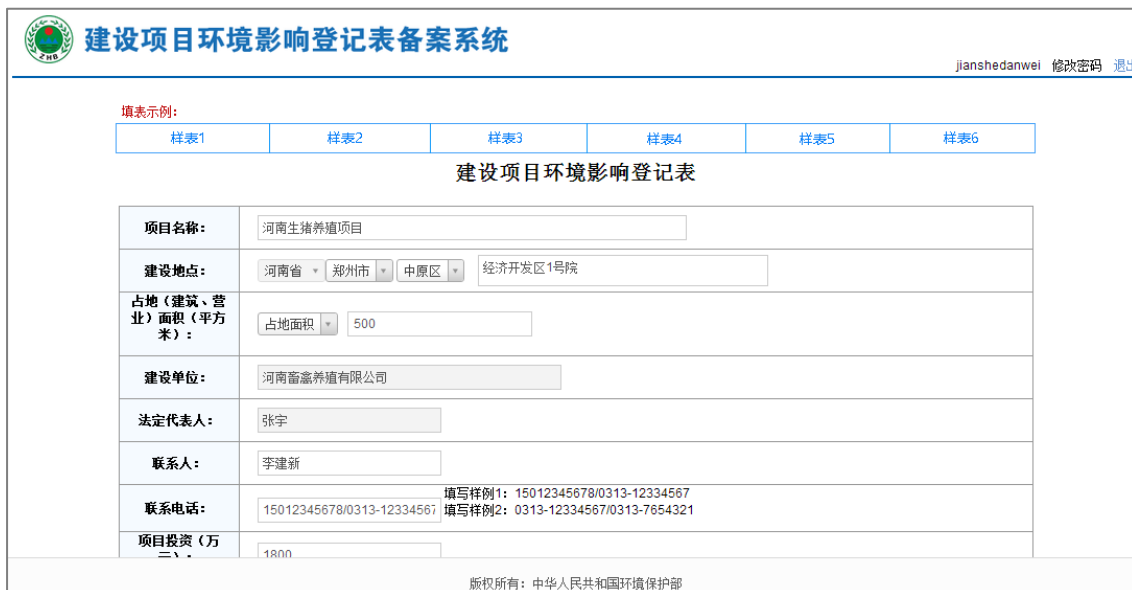 ZHB
建设项目环境影响登记表备案系统
jianshedanwei 修改密码 退出
填表示例:
样表1 样表2 样表3 样表4 样表5 样表6
建设项目环境影响登记表
项目名称: 河南生猪养殖项目
建设地点: 河南省 郑州市 中原区 经济开发区1号院
占地(建筑、营
业)面积(平方
米): 占地面积 500
建设单位: 河南畜禽养殖有限公司
法定代表人: 张宇
联系人: 李建新
联系电话: 15012345678/0313-12334567
填写样例1: 15012345678/0313-12334567
填写样例2: 0313-12334567/0313-7654321
项目投资(万
元): 1800
版权所有: 中华人民共和国环境保护部